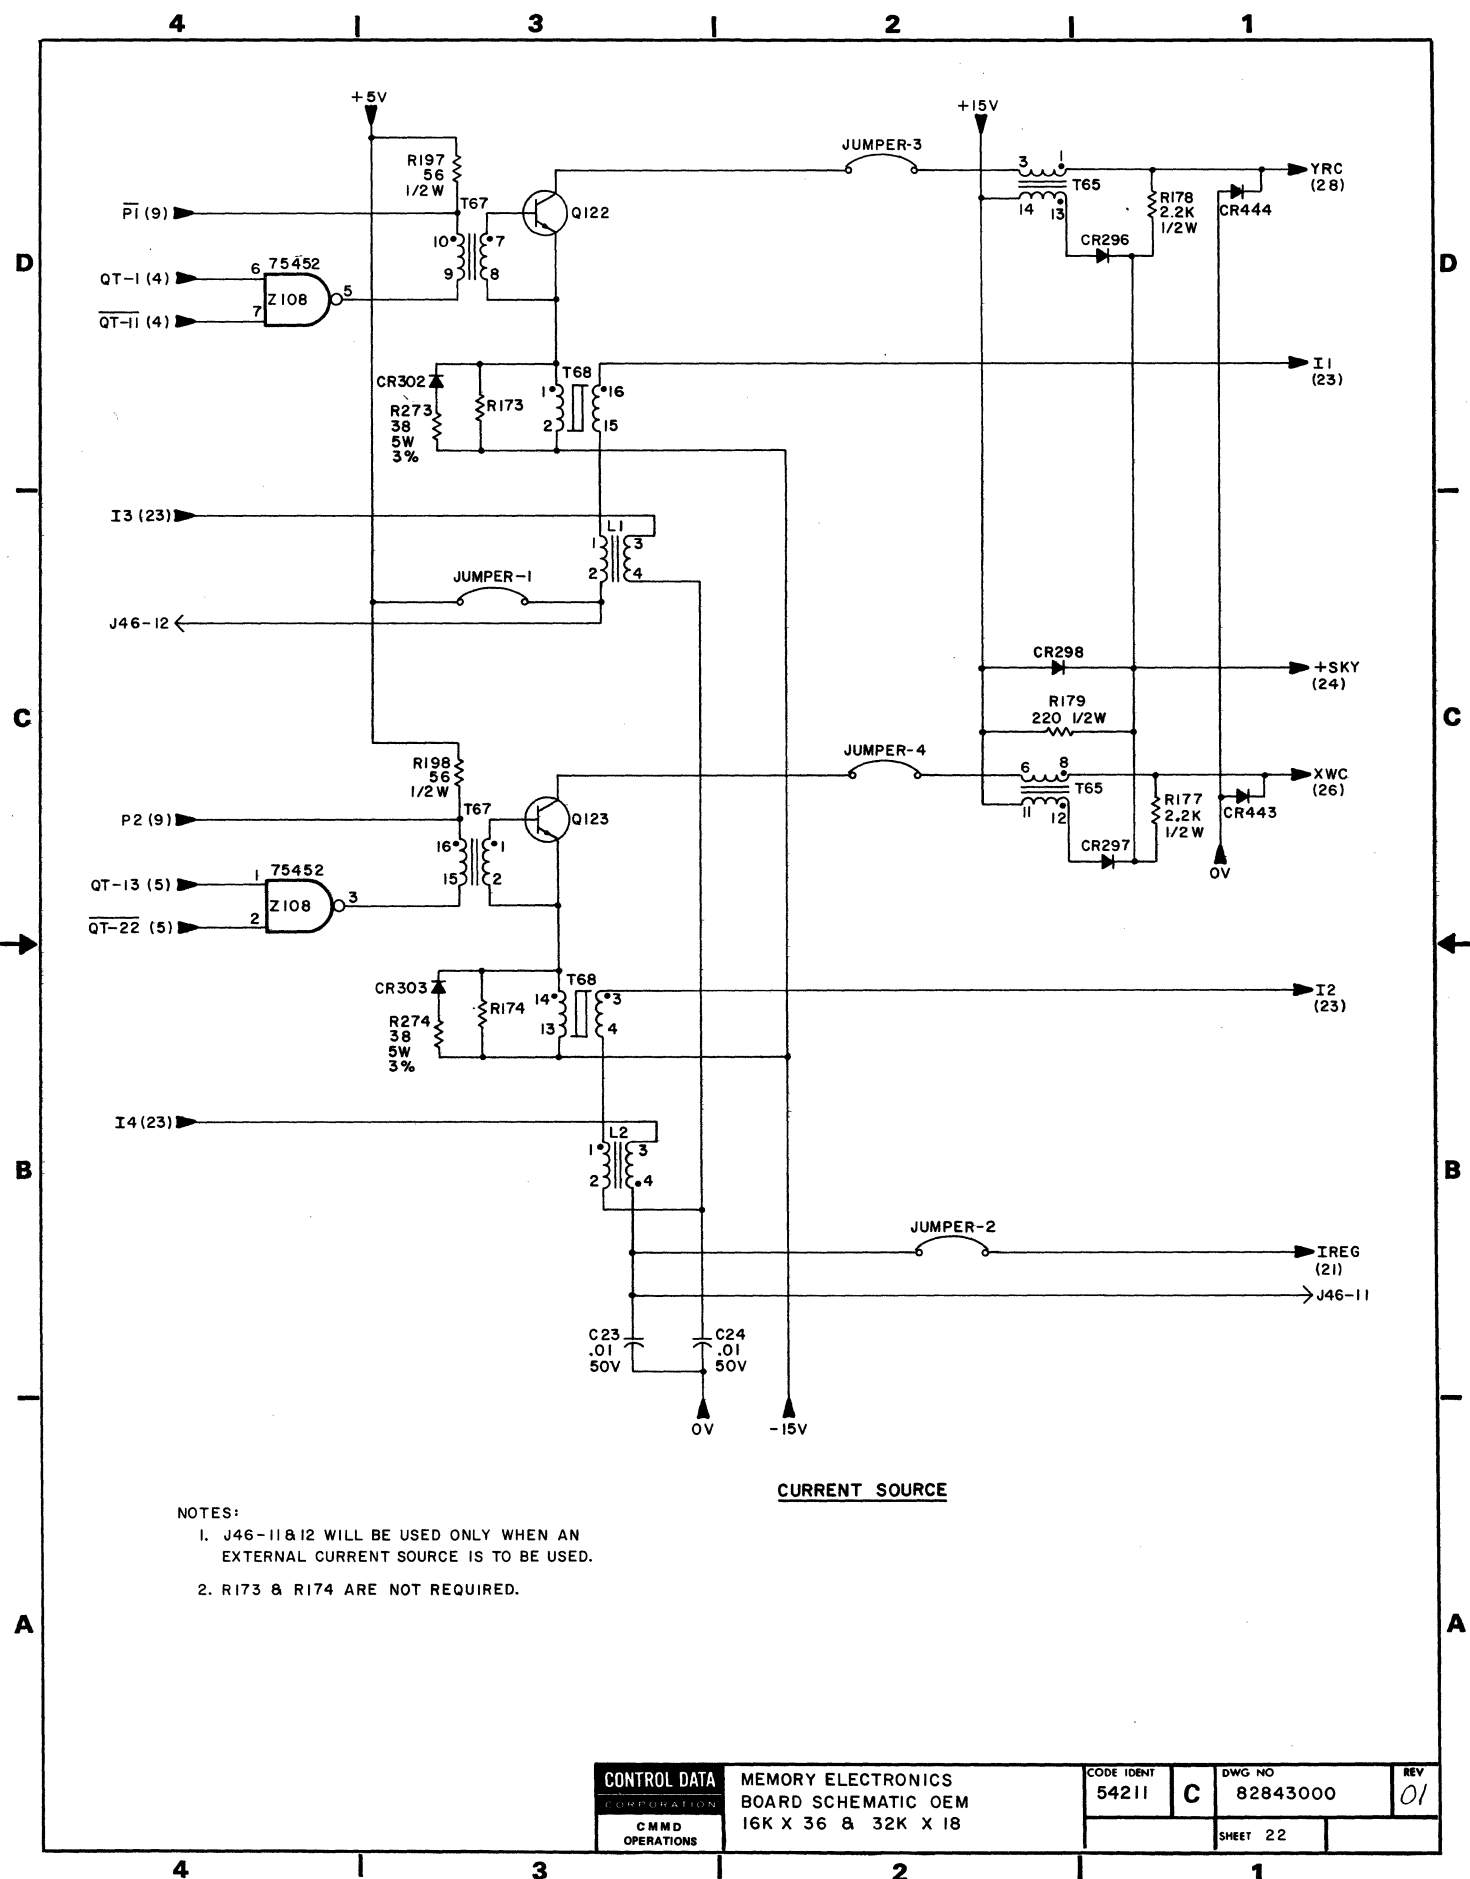 4 3 2 1
+5V
+15V
JUMPER-3
R197
56
1/2W
3 1
T65
14 13
YRC
(28)
R178
2.2K
1/2W
CR444
P1 (9)
T67
10 7
9 8
Q122
CR296
D D
QT-1 (4)
QT-11 (4)
6 75452
Z108 5
7
CR302
R273
38
5W
3%
R173
T68
1 16
2 15
I1
(23)
I3 (23)
L1
1 3
2 4
JUMPER-1
J46-12
CR298
+SKY
(24)
C C
R179
220 1/2W
JUMPER-4
R198
56
1/2W
6 8
T65
11 12
XWC
(26)
R177
2.2K
1/2W
CR443
P2 (9)
T67
16 1
15 2
Q123
CR297
0V
QT-13 (5)
QT-22 (5)
1 75452
Z108 3
2
CR303
R274
38
5W
3%
R174
T68
14 3
13 4
I2
(23)
I4 (23)
L2
1 3
2 4
B B
JUMPER-2
IREG
(21)
J46-11
C23
.01
50V
C24
.01
50V
0V -15V
CURRENT SOURCE
NOTES:
1. J46-11 & 12 WILL BE USED ONLY WHEN AN
EXTERNAL CURRENT SOURCE IS TO BE USED.
2. R173 & R174 ARE NOT REQUIRED.
A A
CONTROL DATA
CORPORATION
CMMD
OPERATIONS
MEMORY ELECTRONICS
BOARD SCHEMATIC OEM
16K X 36 & 32K X 18
CODE IDENT
54211
C
DWG NO
82843000
REV
01
SHEET 22
4 3 2 1